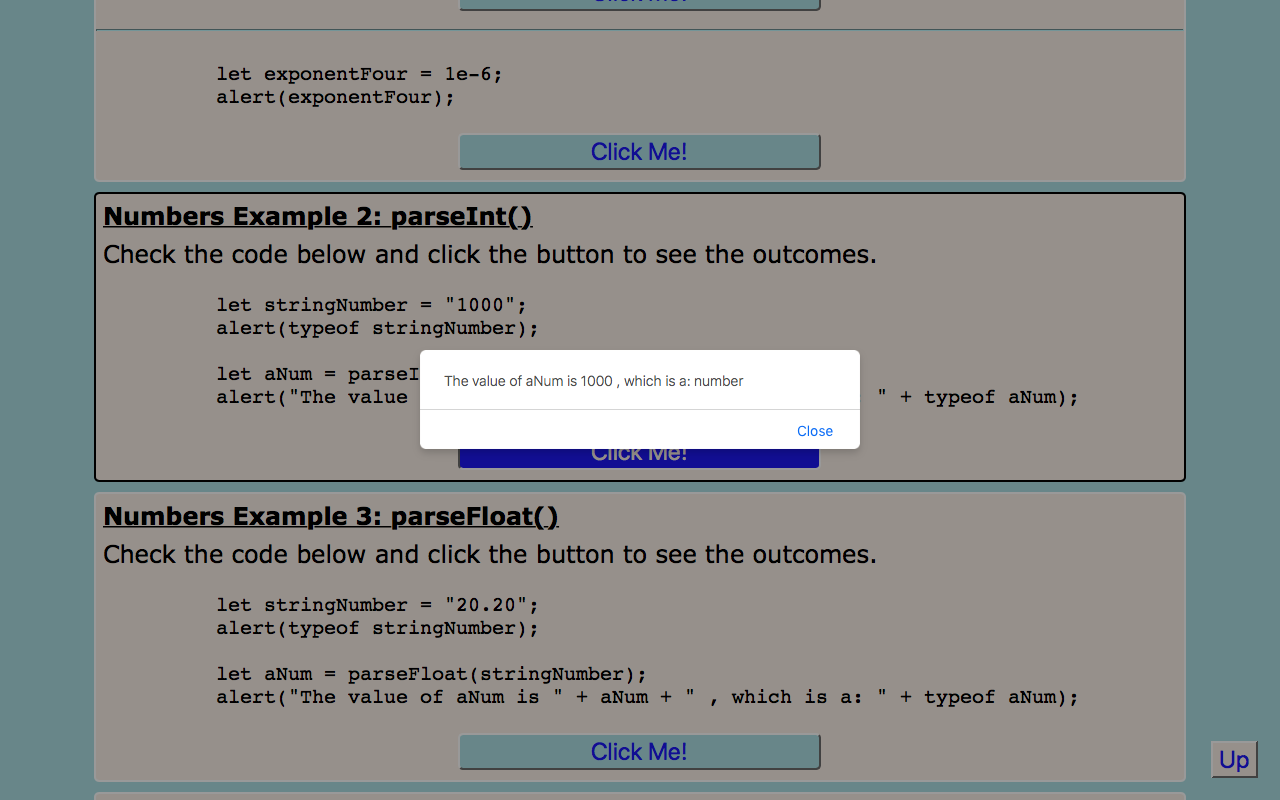 Click Me!
let exponentFour = 1e-6;
alert(exponentFour);
Click Me!
Numbers Example 2: parseInt()
Check the code below and click the button to see the outcomes.
let stringNumber = "1000";
alert(typeof stringNumber);
let aNum = parseI
alert("The value " + typeof aNum);
The value of aNum is 1000 , which is a: number
Close
Click Me!
Numbers Example 3: parseFloat()
Check the code below and click the button to see the outcomes.
let stringNumber = "20.20";
alert(typeof stringNumber);
let aNum = parseFloat(stringNumber);
alert("The value of aNum is " + aNum + " , which is a: " + typeof aNum);
Click Me!
Up